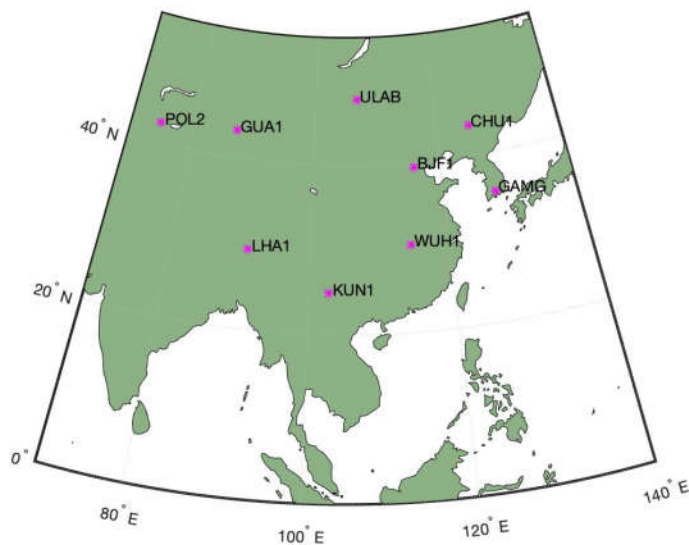 ULAB
POL2
GUA1
CHU1
40° N
BJF1
GAMG
LHA1
WUH1
KUN1
20° N
0°
80° E
100° E
120° E
140° E